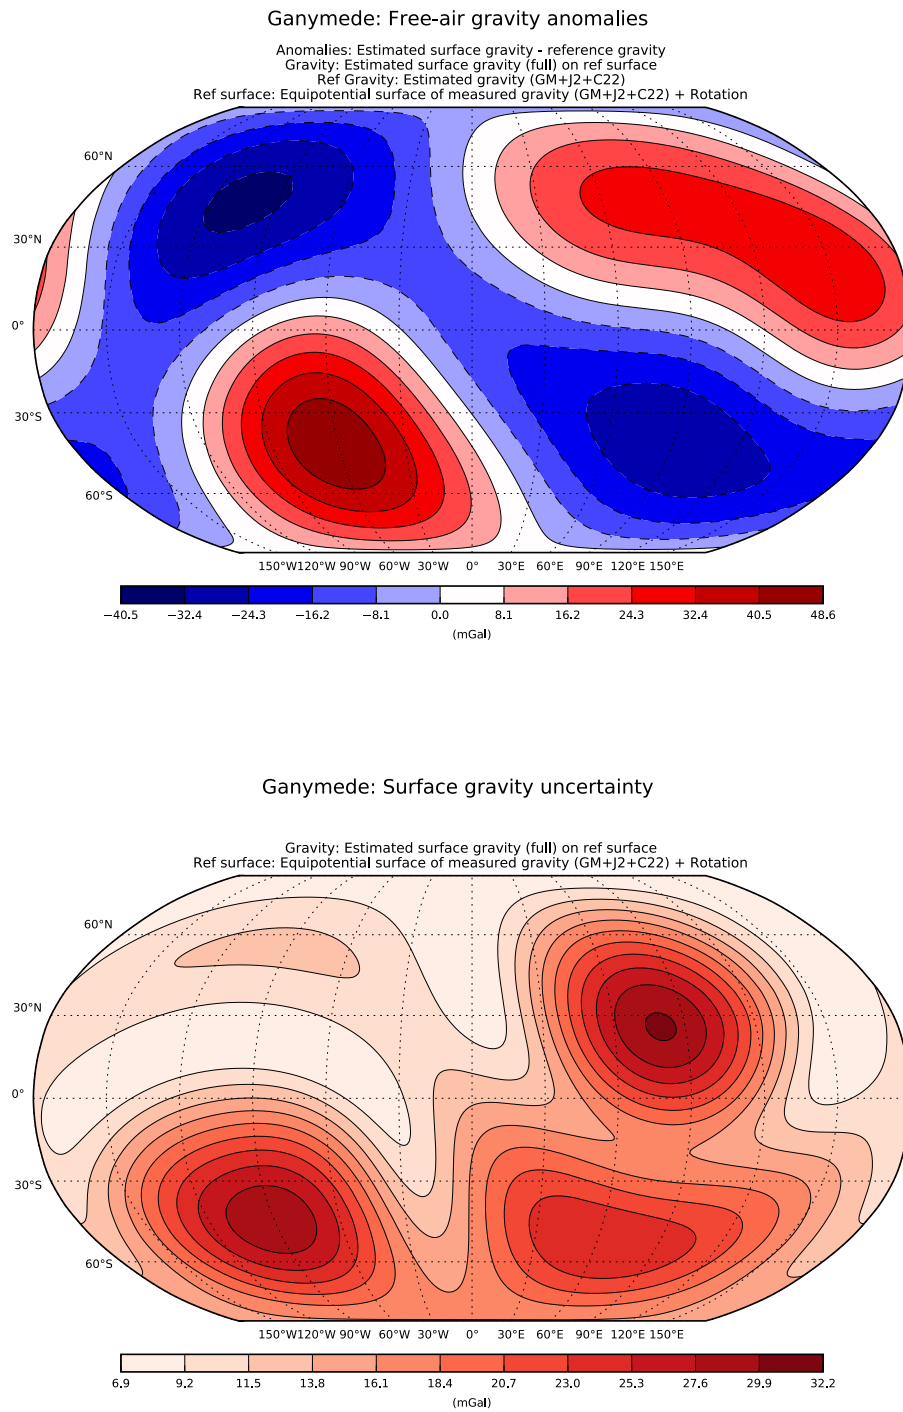 Ganymede: Free-air gravity anomalies
Anomalies: Estimated surface gravity - reference gravity
Gravity: Estimated surface gravity (full) on ref surface
Ref Gravity: Estimated gravity (GM+J2+C22)
Ref surface: Equipotential surface of measured gravity (GM+J2+C22) + Rotation
60°N
30°N
0°
30°S
60°S
150°W120°W 90°W 60°W 30°W 0° 30°E 60°E 90°E 120°E 150°E
−40.5 −32.4 −24.3 −16.2 −8.1 0.0 8.1 16.2 24.3 32.4 40.5 48.6
(mGal)
Ganymede: Surface gravity uncertainty
Gravity: Estimated surface gravity (full) on ref surface
Ref surface: Equipotential surface of measured gravity (GM+J2+C22) + Rotation
60°N
30°N
0°
30°S
60°S
150°W120°W 90°W 60°W 30°W 0° 30°E 60°E 90°E 120°E 150°E
6.9 9.2 11.5 13.8 16.1 18.4 20.7 23.0 25.3 27.6 29.9 32.2
(mGal)